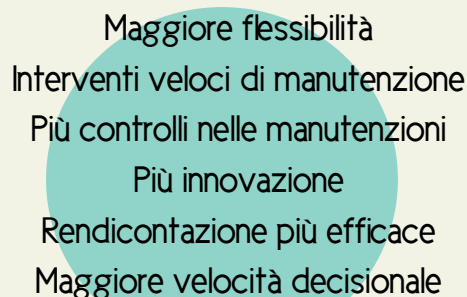 Maggiore flessibilità
Interventi veloci di manutenzione
Più controlli nelle manutenzioni
Più innovazione
Rendicontazione più efficace
Maggiore velocità decisionale